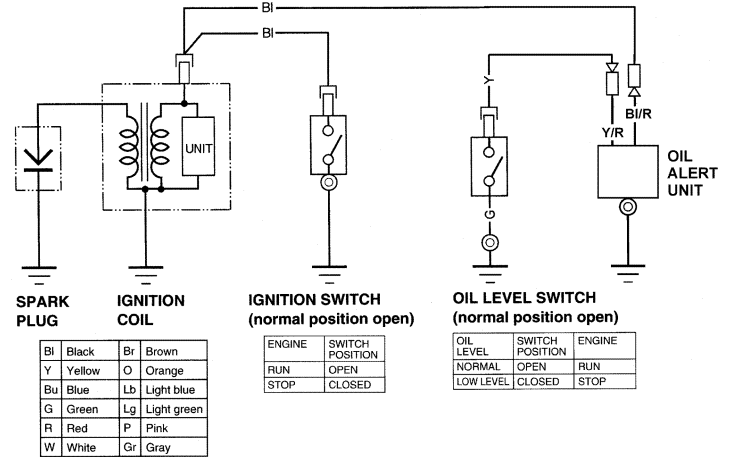 Bl
Bl
Y
Bl/R
Y/R
UNIT
OIL
ALERT
UNIT
G
SPARK
PLUG
IGNITION
COIL
IGNITION SWITCH
(normal position open)
OIL LEVEL SWITCH
(normal position open)
Bl Black Br Brown
Y Yellow O Orange
Bu Blue Lb Light blue
G Green Lg Light green
R Red P Pink
W White Gr Gray
ENGINE SWITCH
POSITION
RUN OPEN
STOP CLOSED
OIL SWITCH ENGINE
LEVEL POSITION
NORMAL OPEN RUN
LOW LEVEL CLOSED STOP